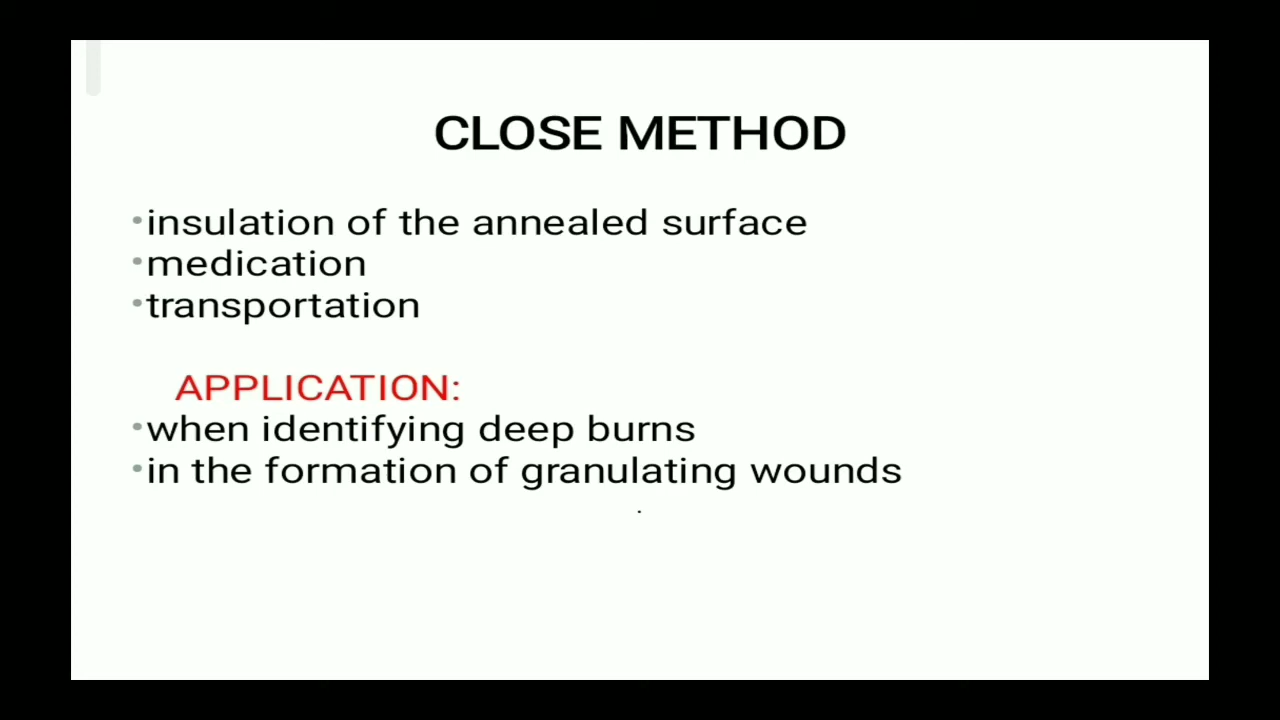 CLOSE METHOD
•insulation of the annealed surface
•medication
•transportation
APPLICATION:
•when identifying deep burns
•in the formation of granulating wounds
.